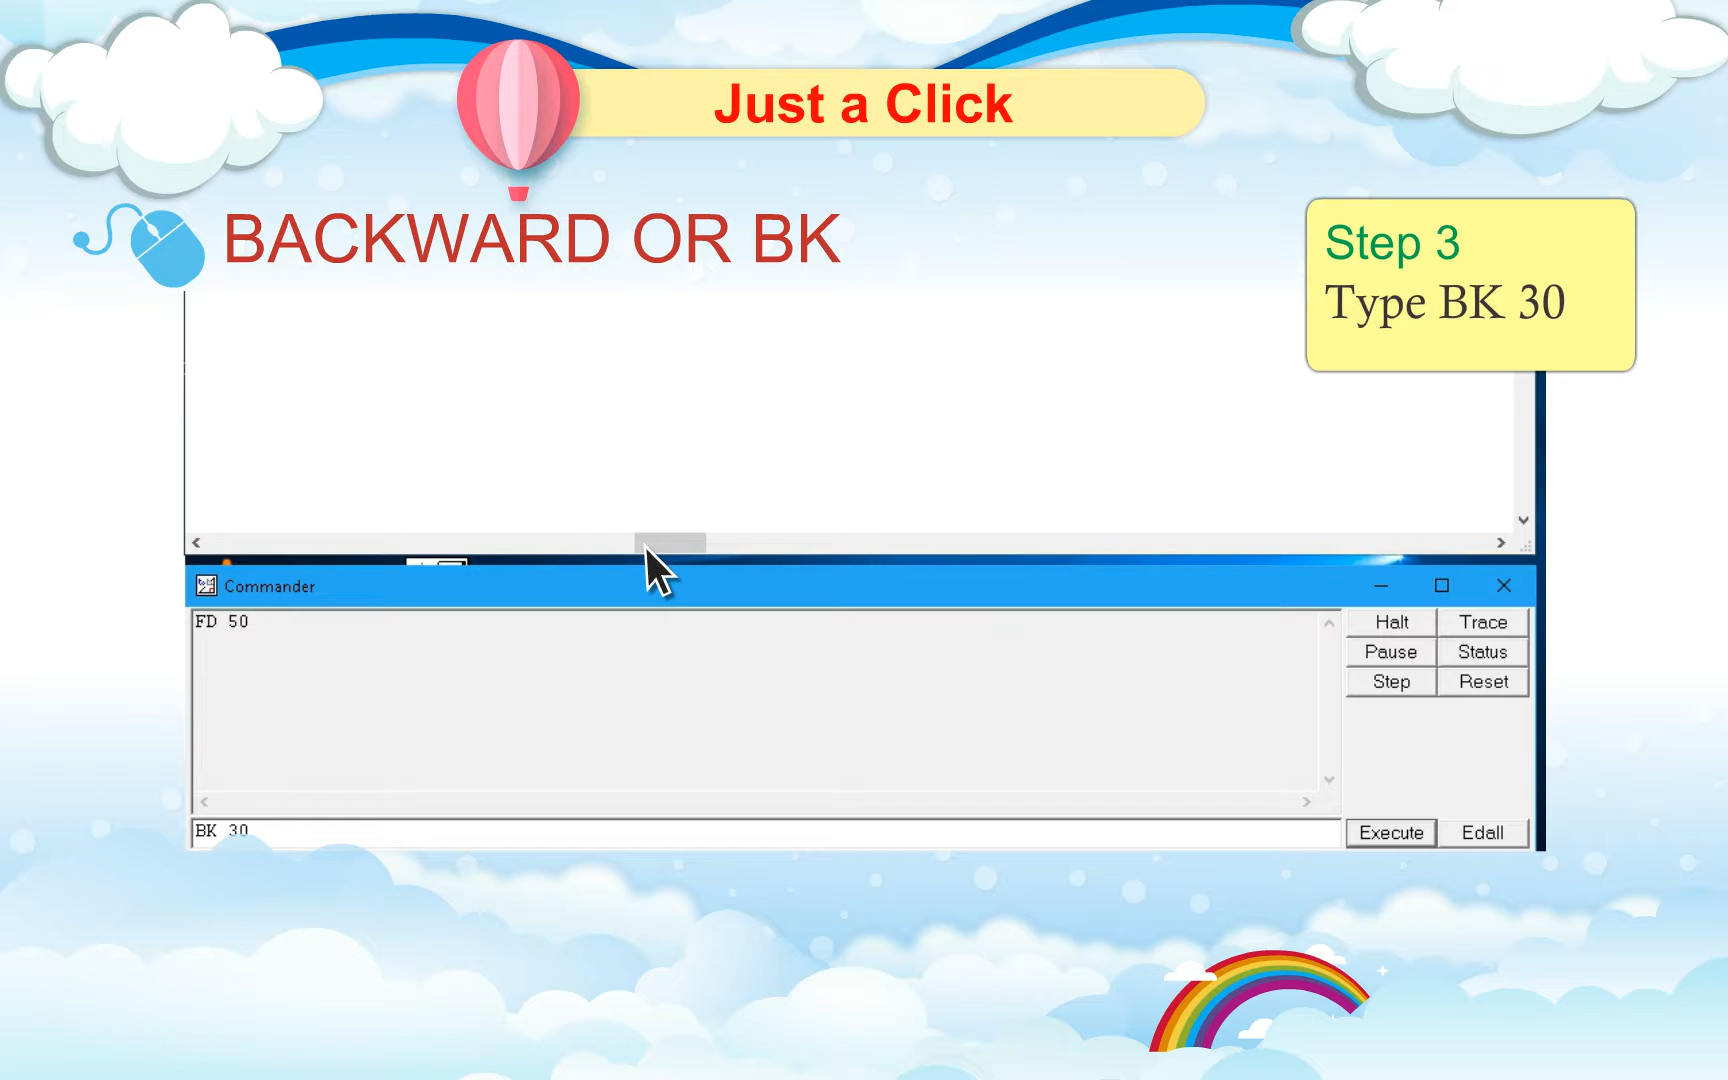 Just a Click
BACKWARD OR BK
Step 3
Type BK 30
Commander
FD 50
Halt
Trace
Pause
Status
Step
Reset
BK 30
Execute
Edall